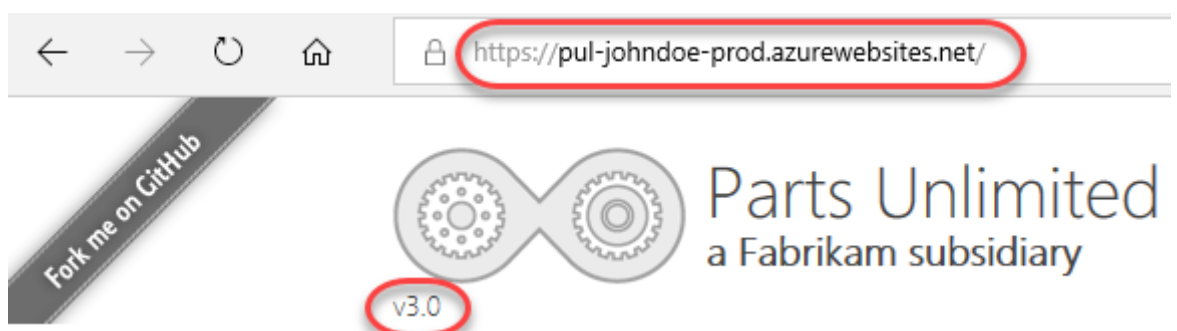 https://pul-johndoe-prod.azurewebsites.net/
Fork me on GitHub
Parts Unlimited
a Fabrikam subsidiary
v3.0